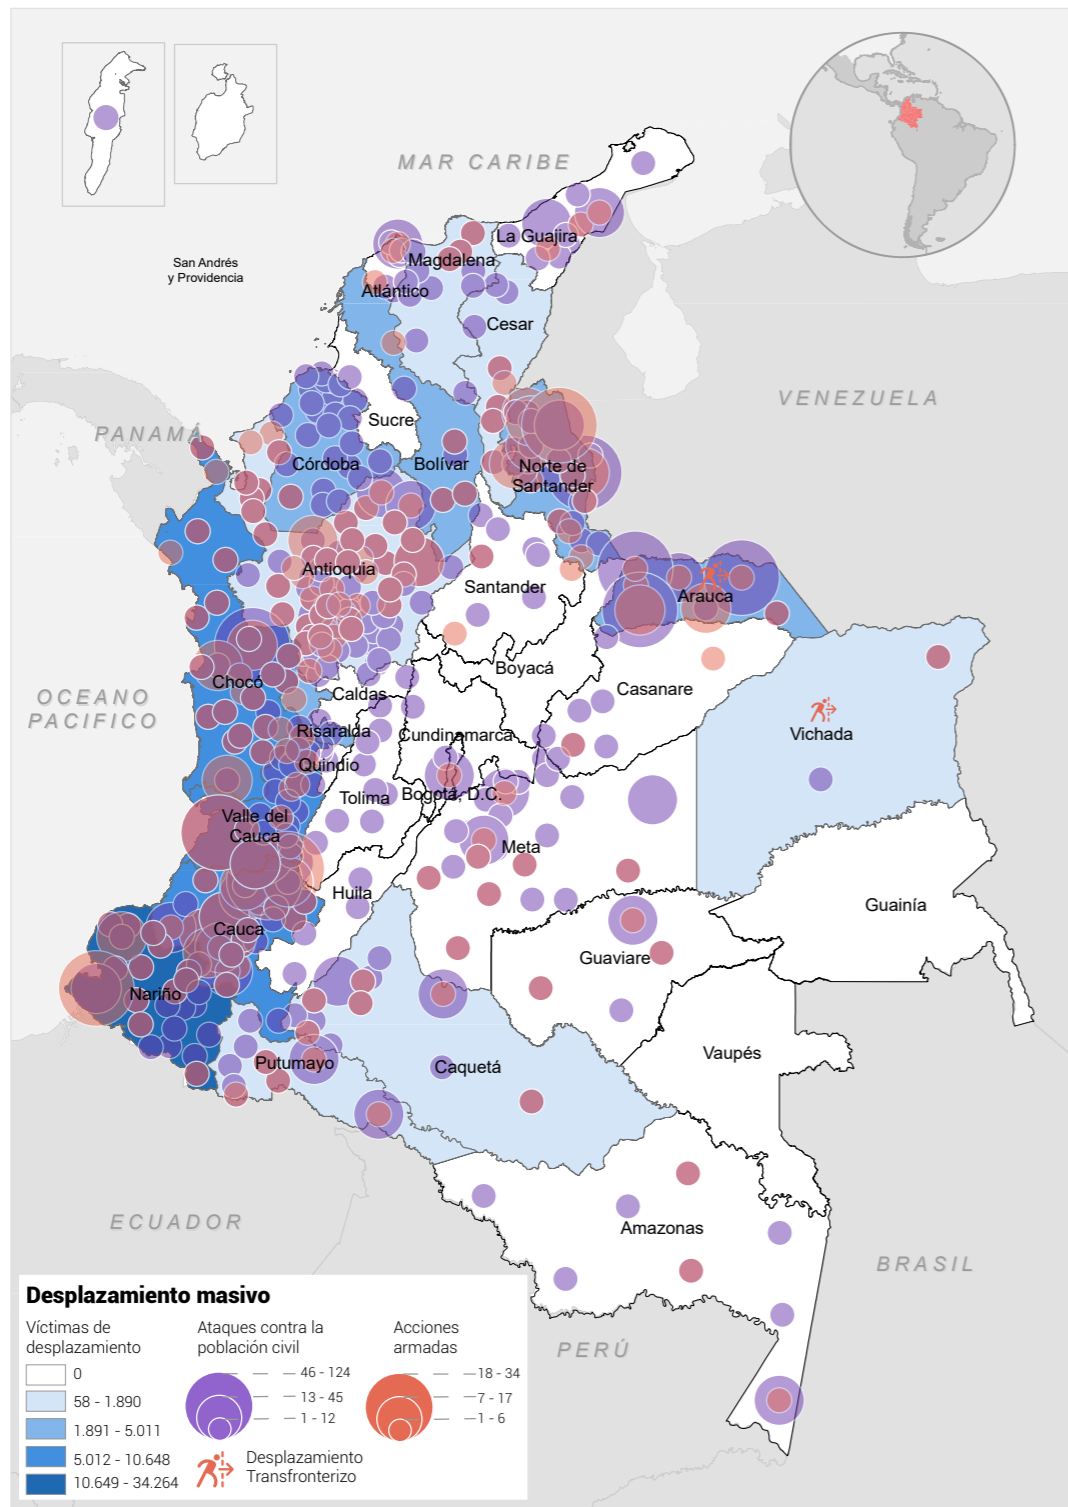 MAR CARIBE
San Andrés
y Providencia
La Guajira
Magdalena
Atlántico
Cesar
VENEZUELA
PANAMÁ
Sucre
Córdoba
Bolívar
Norte de
Santander
Antioquia
Santander
Arauca
Boyacá
Chocó
Caldas
Casanare
OCEANO
PACIFICO
Risaralda
Cundinamarca
Vichada
Quindio
Tolima
Bogotá, D.C.
Valle del
Cauca
Meta
Huila
Guainía
Cauca
Guaviare
Nariño
Vaupés
Putumayo
Caquetá
ECUADOR
Amazonas
BRASIL
PERÚ
Desplazamiento masivo
Víctimas de
desplazamiento
0
58 - 1.890
1.891 - 5.011
5.012 - 10.648
10.649 - 34.264
Ataques contra la
población civil
46 - 124
13 - 45
1 - 12
Acciones
armadas
18 - 34
7 - 17
1 - 6
Desplazamiento
Transfronterizo